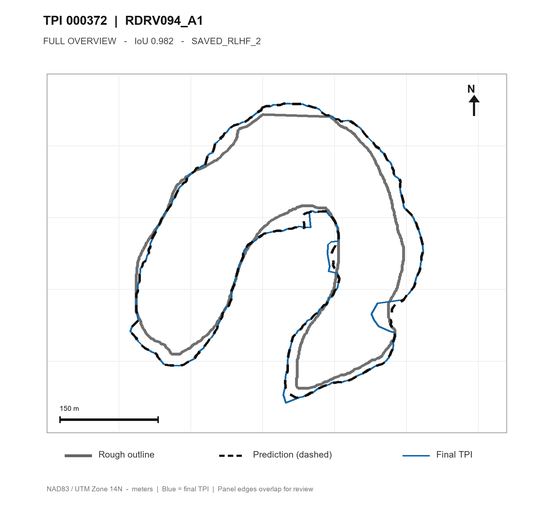 TPI 000372 | RDRV094_A1
FULL OVERVIEW - IoU 0.982 - SAVED_RLHF_2
N
150 m
Rough outline
Prediction (dashed)
Final TPI
NAD83 / UTM Zone 14N - meters | Blue = final TPI | Panel edges overlap for review